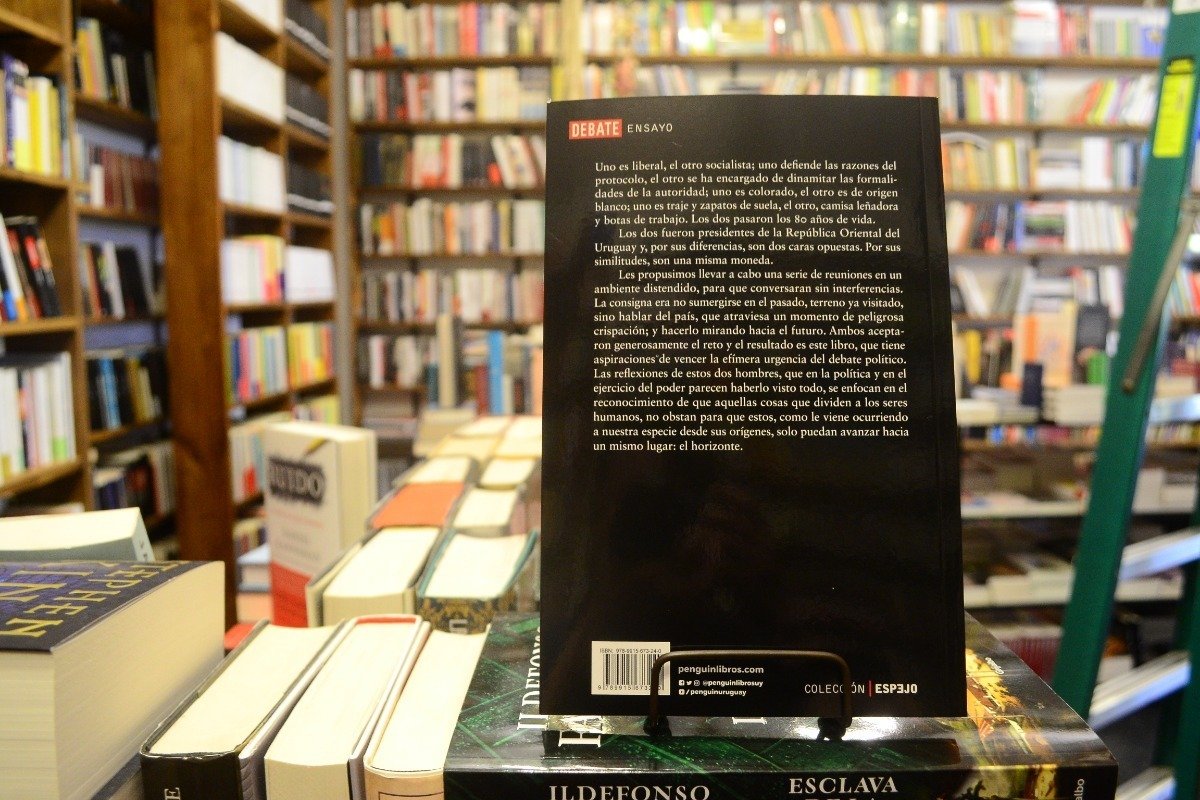 DEBATE ENSAYO
Uno es liberal, el otro socialista; uno defiende las razones del
protocolo, el otro se ha encargado de dinamitar las formali-
dades de la autoridad; uno es colorado, el otro es de origen
blanco; uno es traje y zapatos de suela, el otro, camisa leñadora
y botas de trabajo. Los dos pasaron los 80 años de vida.
Los dos fueron presidentes de la República Oriental del
Uruguay y, por sus diferencias, son dos caras opuestas. Por sus
similitudes, son una misma moneda.
Les propusimos llevar a cabo una serie de reuniones en un
ambiente distendido, para que conversaran sin interferencias.
La consigna era no sumergirse en el pasado, terreno ya visitado,
sino hablar del país, que atraviesa un momento de peligrosa
crispación; y hacerlo mirando hacia el futuro. Ambos acepta-
ron generosamente el reto y el resultado es este libro, que tiene
aspiraciones de vencer la efímera urgencia del debate político.
Las reflexiones de estos dos hombres, que en la política y en el
ejercicio del poder parecen haberlo visto todo, se enfocan en el
reconocimiento de que aquellas cosas que dividen a los seres
humanos, no obstan para que estos, como le viene ocurriendo
a nuestra especie desde sus orígenes, solo puedan avanzar hacia
un mismo lugar: el horizonte.
ISBN: 978-9915-673-24-0
penguinlibros.com
@penguinlibrosuy
/penguinuruguay
COLECCIÓN | ESPEJO
ILDEFONSO
ESCLAVA